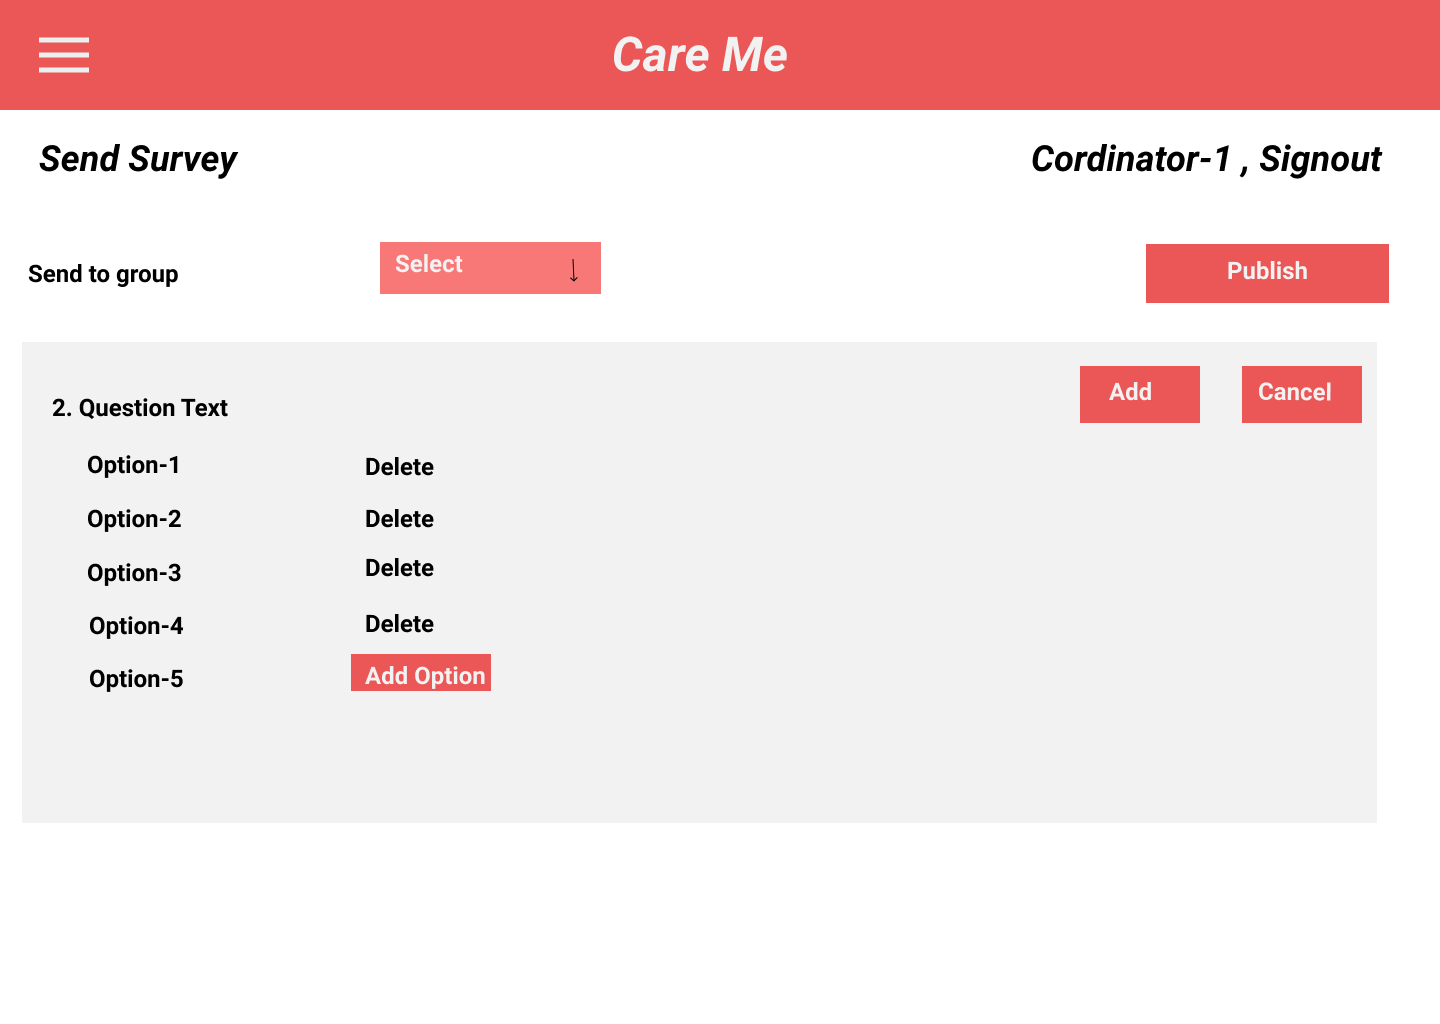 Care Me
Send Survey
Cordinator-1 , Signout
Send to group
Select
Publish
2. Question Text
Add
Cancel
Option-1
Delete
Option-2
Delete
Option-3
Delete
Option-4
Delete
Option-5
Add Option